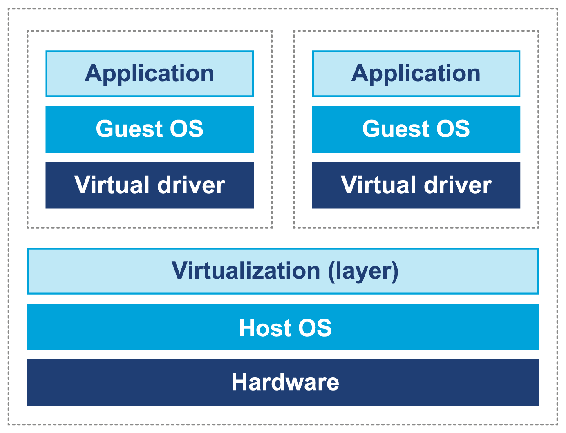 Application
Guest OS
Virtual driver
Application
Guest OS
Virtual driver
Virtualization (layer)
Host OS
Hardware